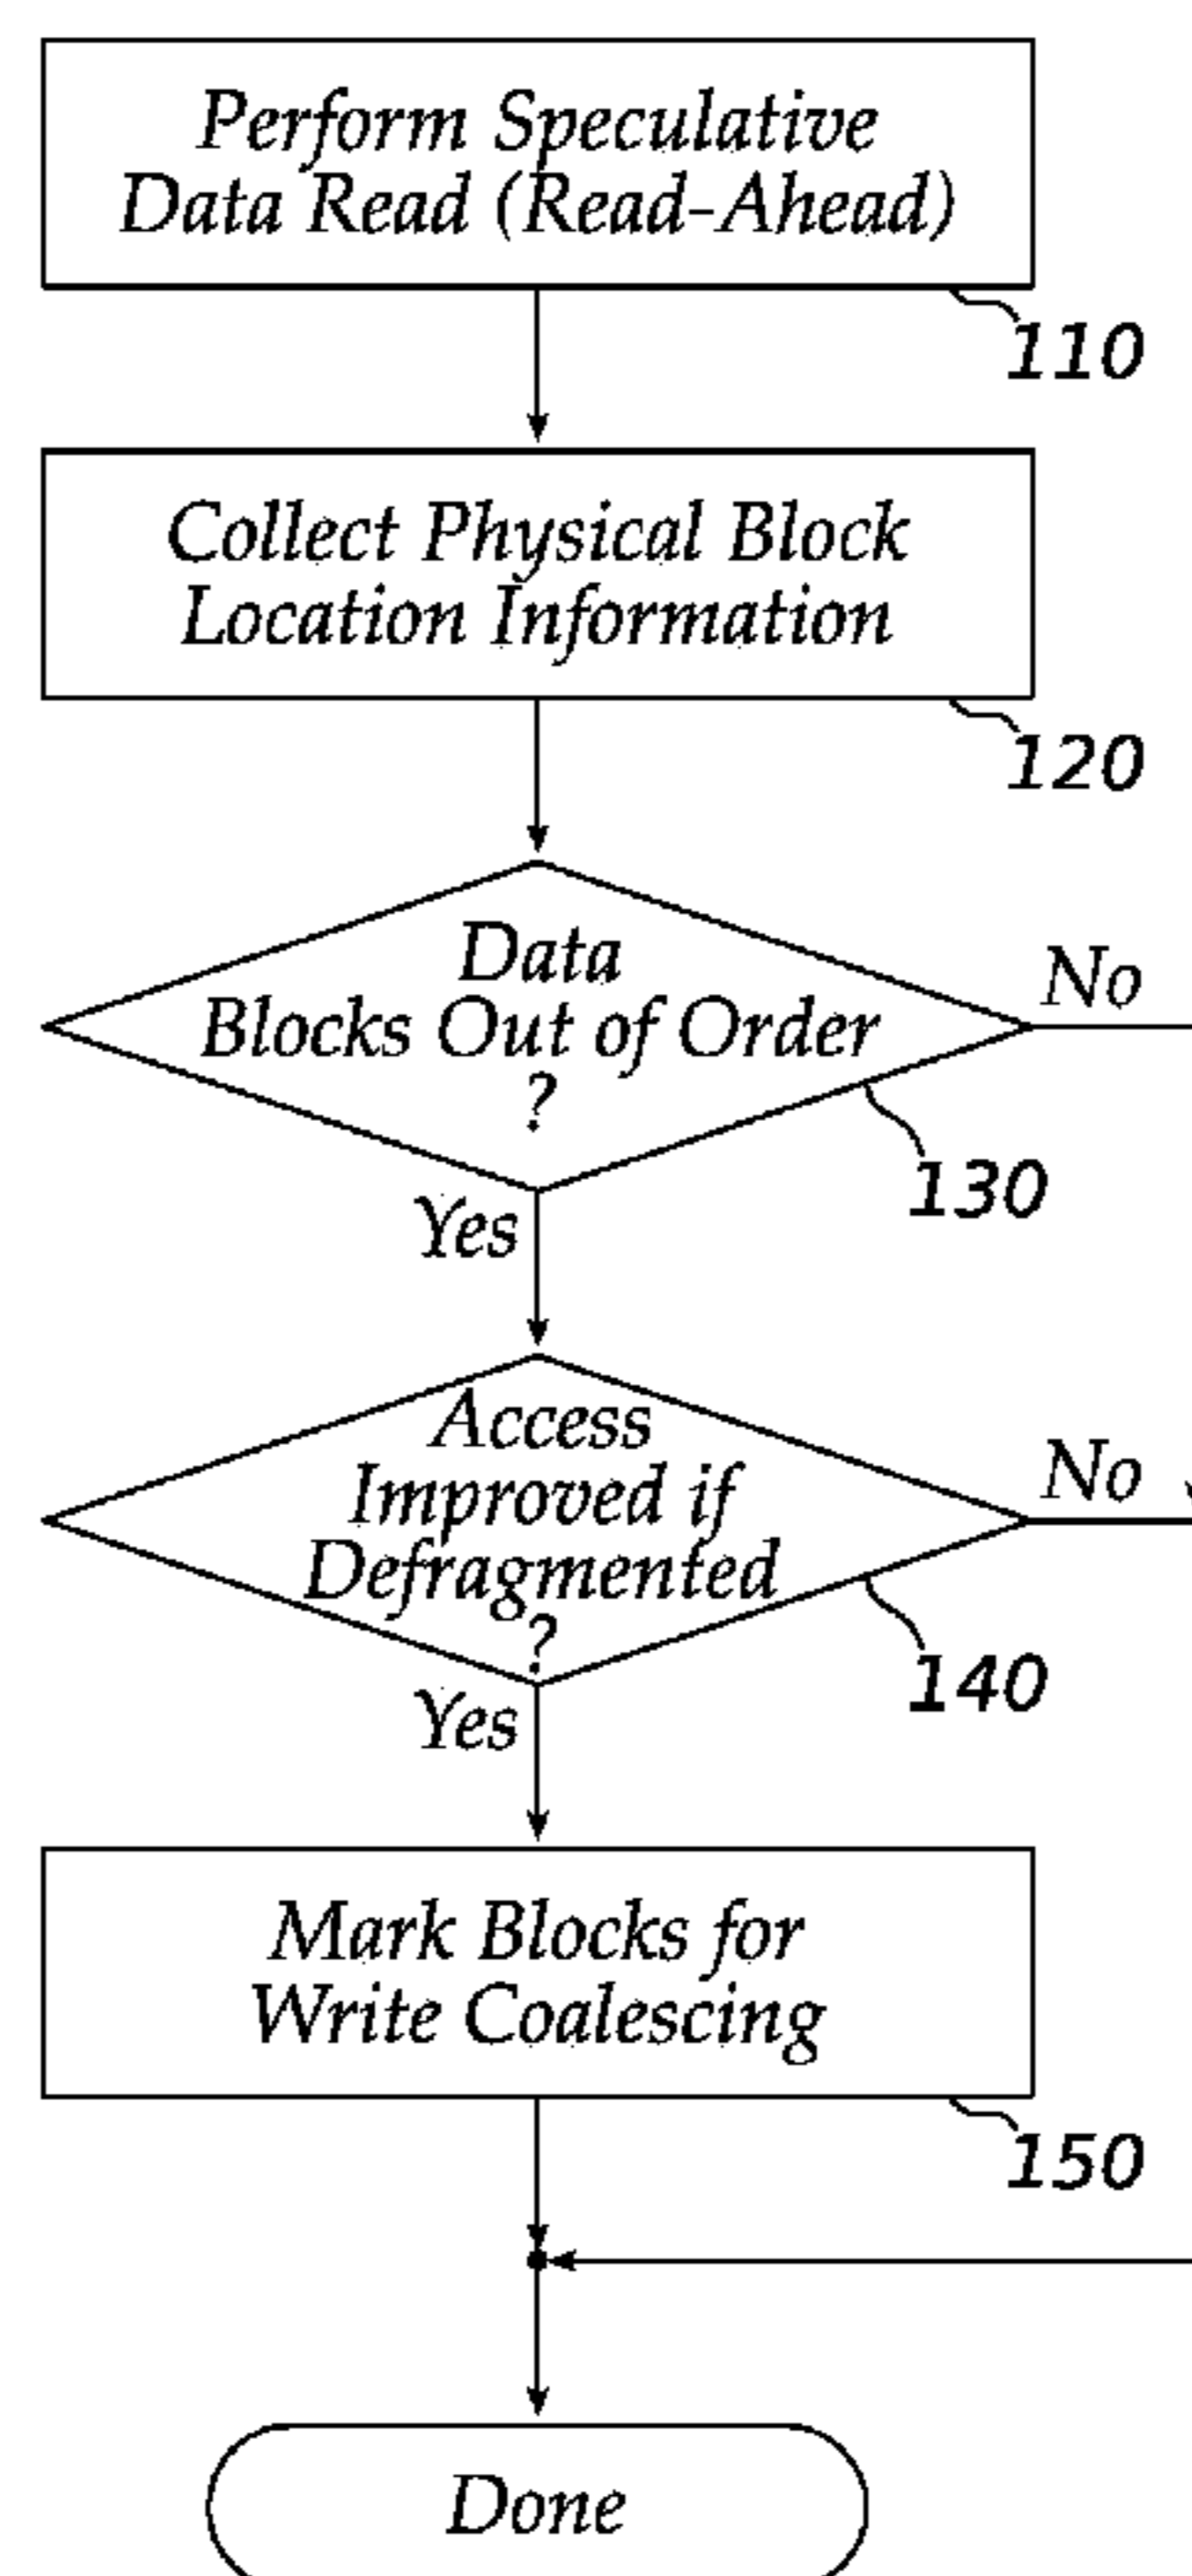 Perform Speculative
Data Read (Read-Ahead)
110
Collect Physical Block
Location Information
120
Data
Blocks Out of Order
?
No
130
Yes
Access
Improved if
Defragmented
?
No
140
Yes
Mark Blocks for
Write Coalescing
150
Done